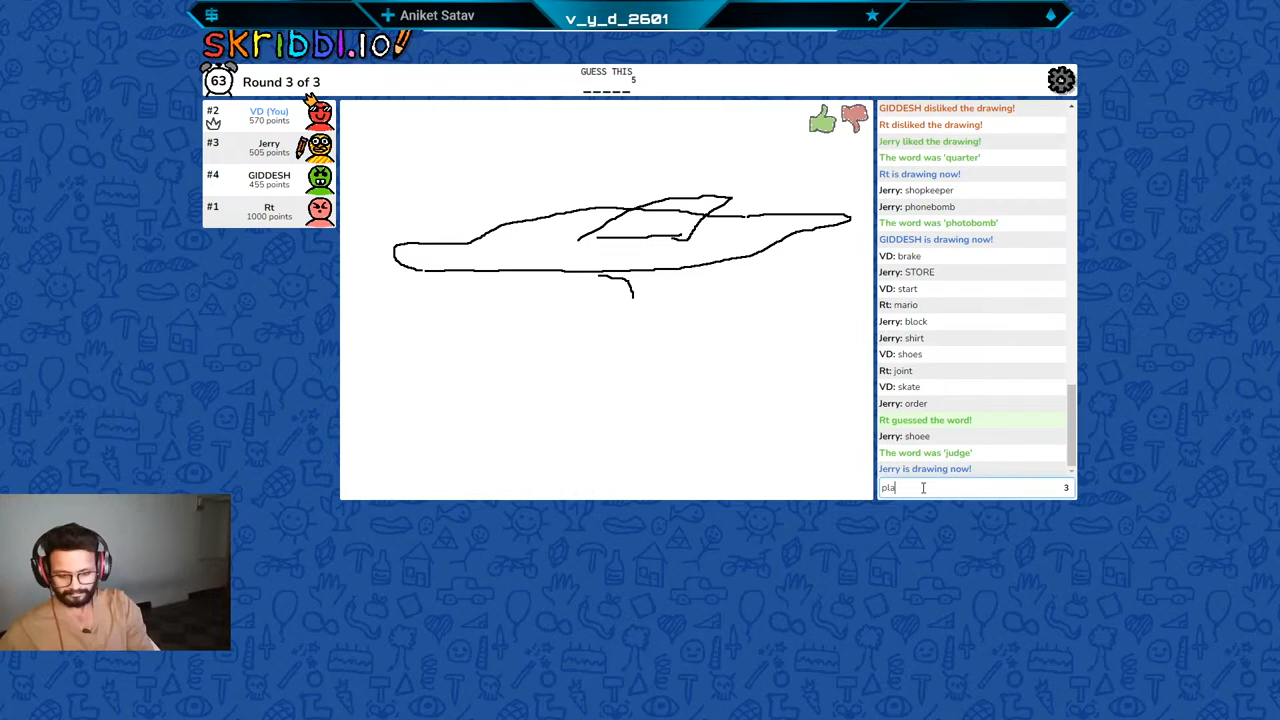 Aniket Satav
v_y_d_2601
skribbl.io
63
Round 3 of 3
GUESS THIS
_____ 5
#2
VD (You)
570 points
#3
Jerry
505 points
#4
GIDDESH
455 points
#1
Rt
1000 points
GIDDESH disliked the drawing!
Rt disliked the drawing!
Jerry liked the drawing!
The word was 'quarter'
Rt is drawing now!
Jerry: shopkeeper
Jerry: phonebomb
The word was 'photobomb'
GIDDESH is drawing now!
VD: brake
Jerry: STORE
VD: start
Rt: mario
Jerry: block
Jerry: shirt
VD: shoes
Rt: joint
VD: skate
Jerry: order
Rt guessed the word!
Jerry: shoee
The word was 'judge'
Jerry is drawing now!
pla 3